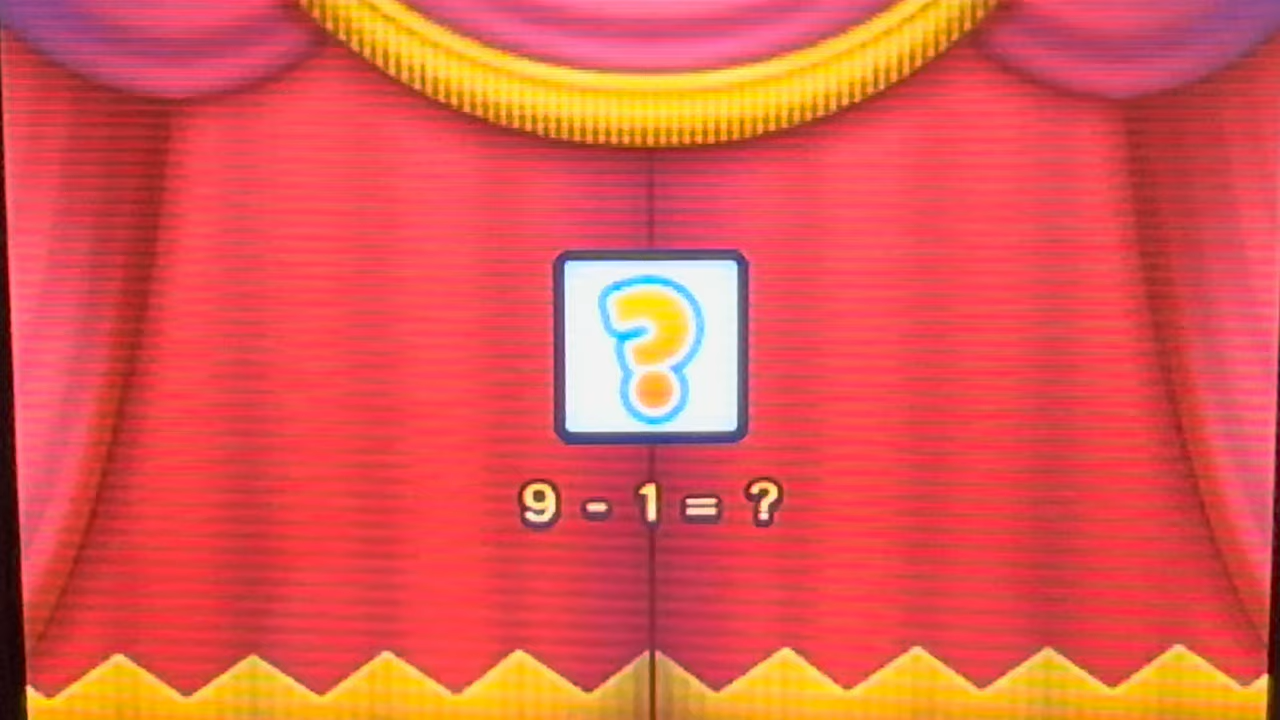 ?
9 - 1 = ?